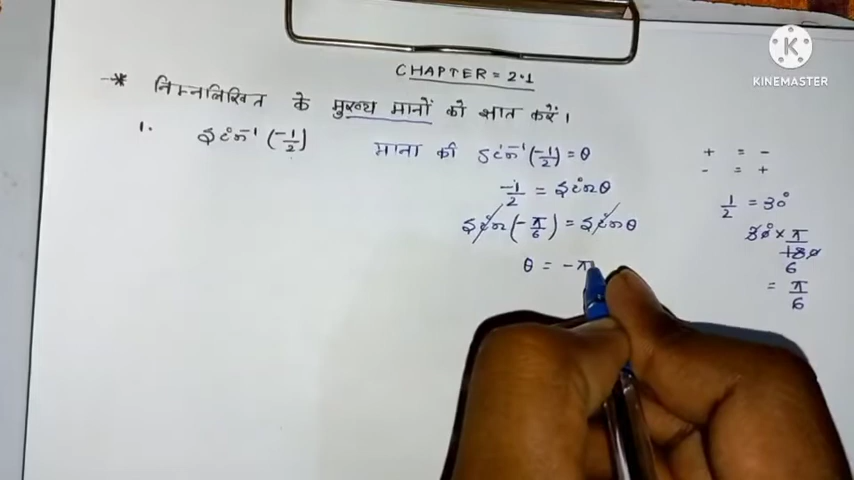 CHAPTER = 2.1
* निम्नलिखित के मुख्य मानों को ज्ञात करें।
1. sin⁻¹ (-1/2)
माना की sin⁻¹(-1/2) = θ
-1/2 = sinθ
sin(-π/6) = sinθ
θ = -π
+ = -
- = +
1/2 = 30°
30° × π/180
6
= π/6
KINEMASTER